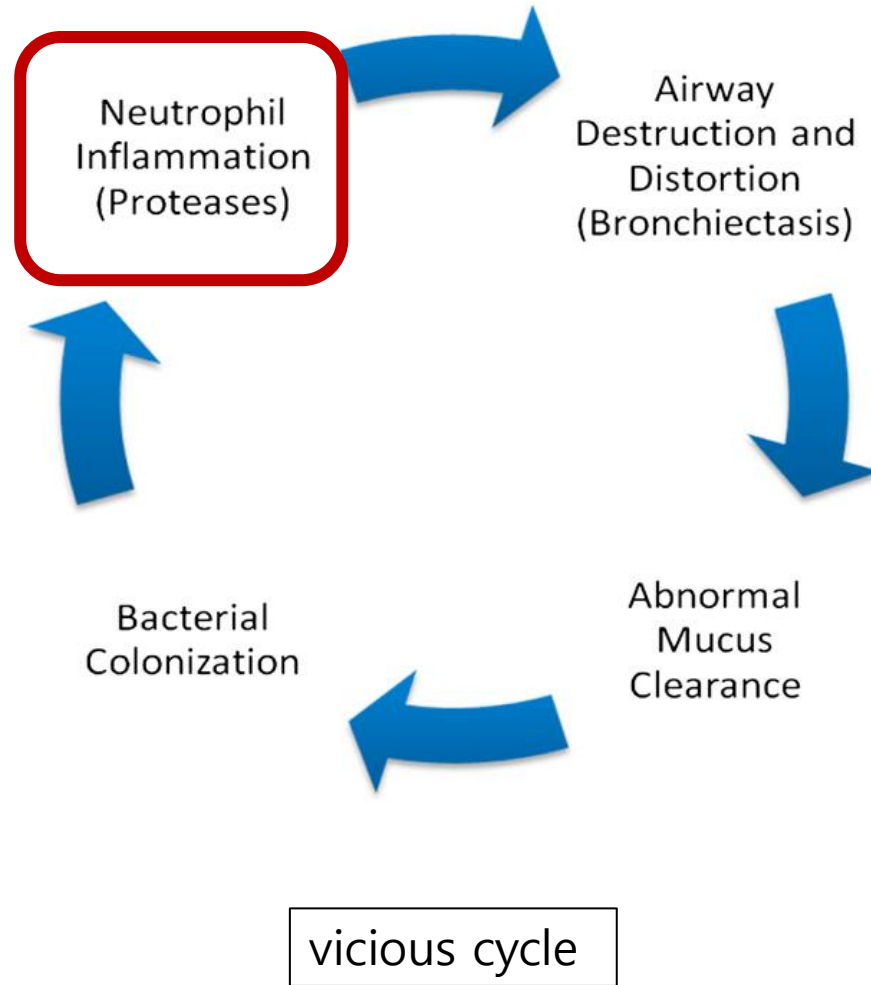 Neutrophil
Inflammation
(Proteases)
Airway
Destruction and
Distortion
(Bronchiectasis)
Abnormal
Mucus
Clearance
Bacterial
Colonization
vicious cycle